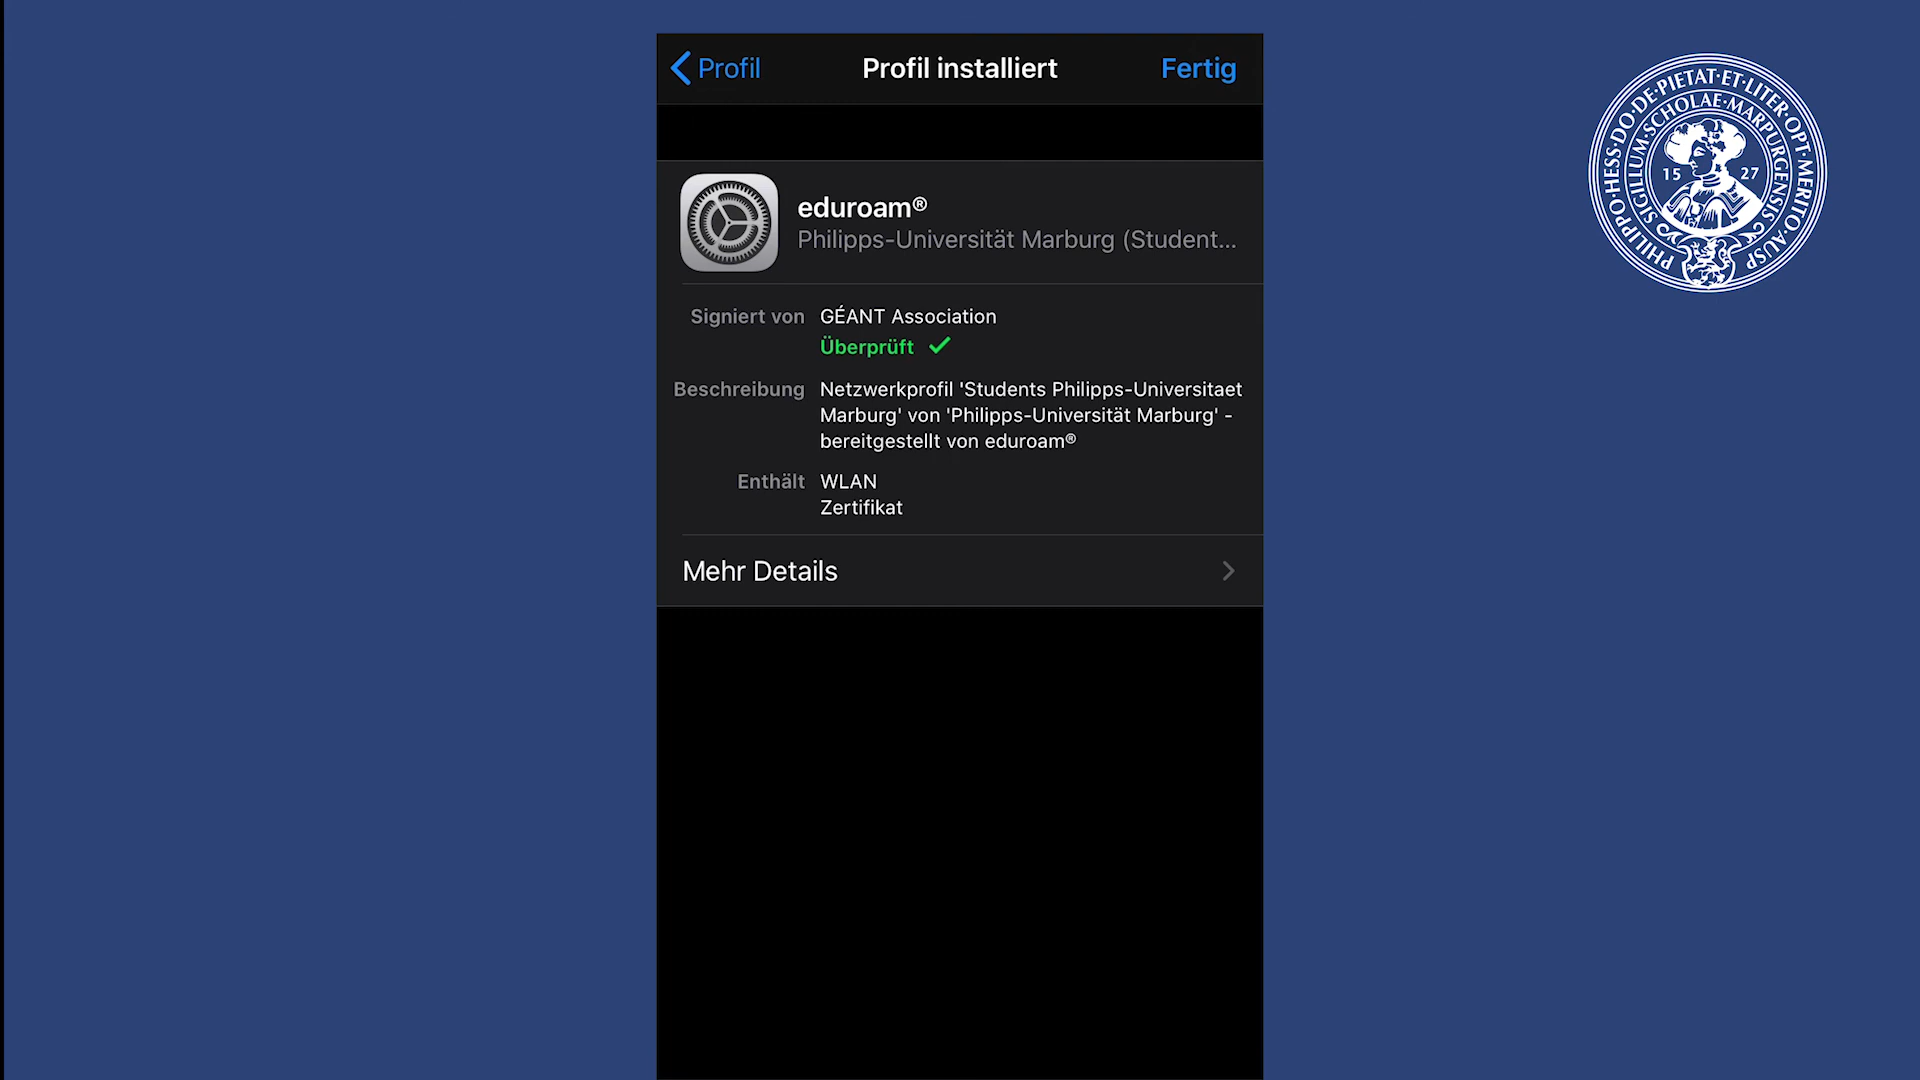 Profil
Profil installiert
Fertig
eduroam®
Philipps-Universität Marburg (Student...
Signiert von
GÉANT Association
Überprüft
Beschreibung
Netzwerkprofil 'Students Philipps-Universitaet
Marburg' von 'Philipps-Universität Marburg' -
bereitgestellt von eduroam®
Enthält
WLAN
Zertifikat
Mehr Details
PHILIPPO·HESS·DO·DE·PIETAT·ET·LITER·OPT·MERITO·AUSP
SIGILLUM·SCHOLAE·MARPURGENSIS
15 27